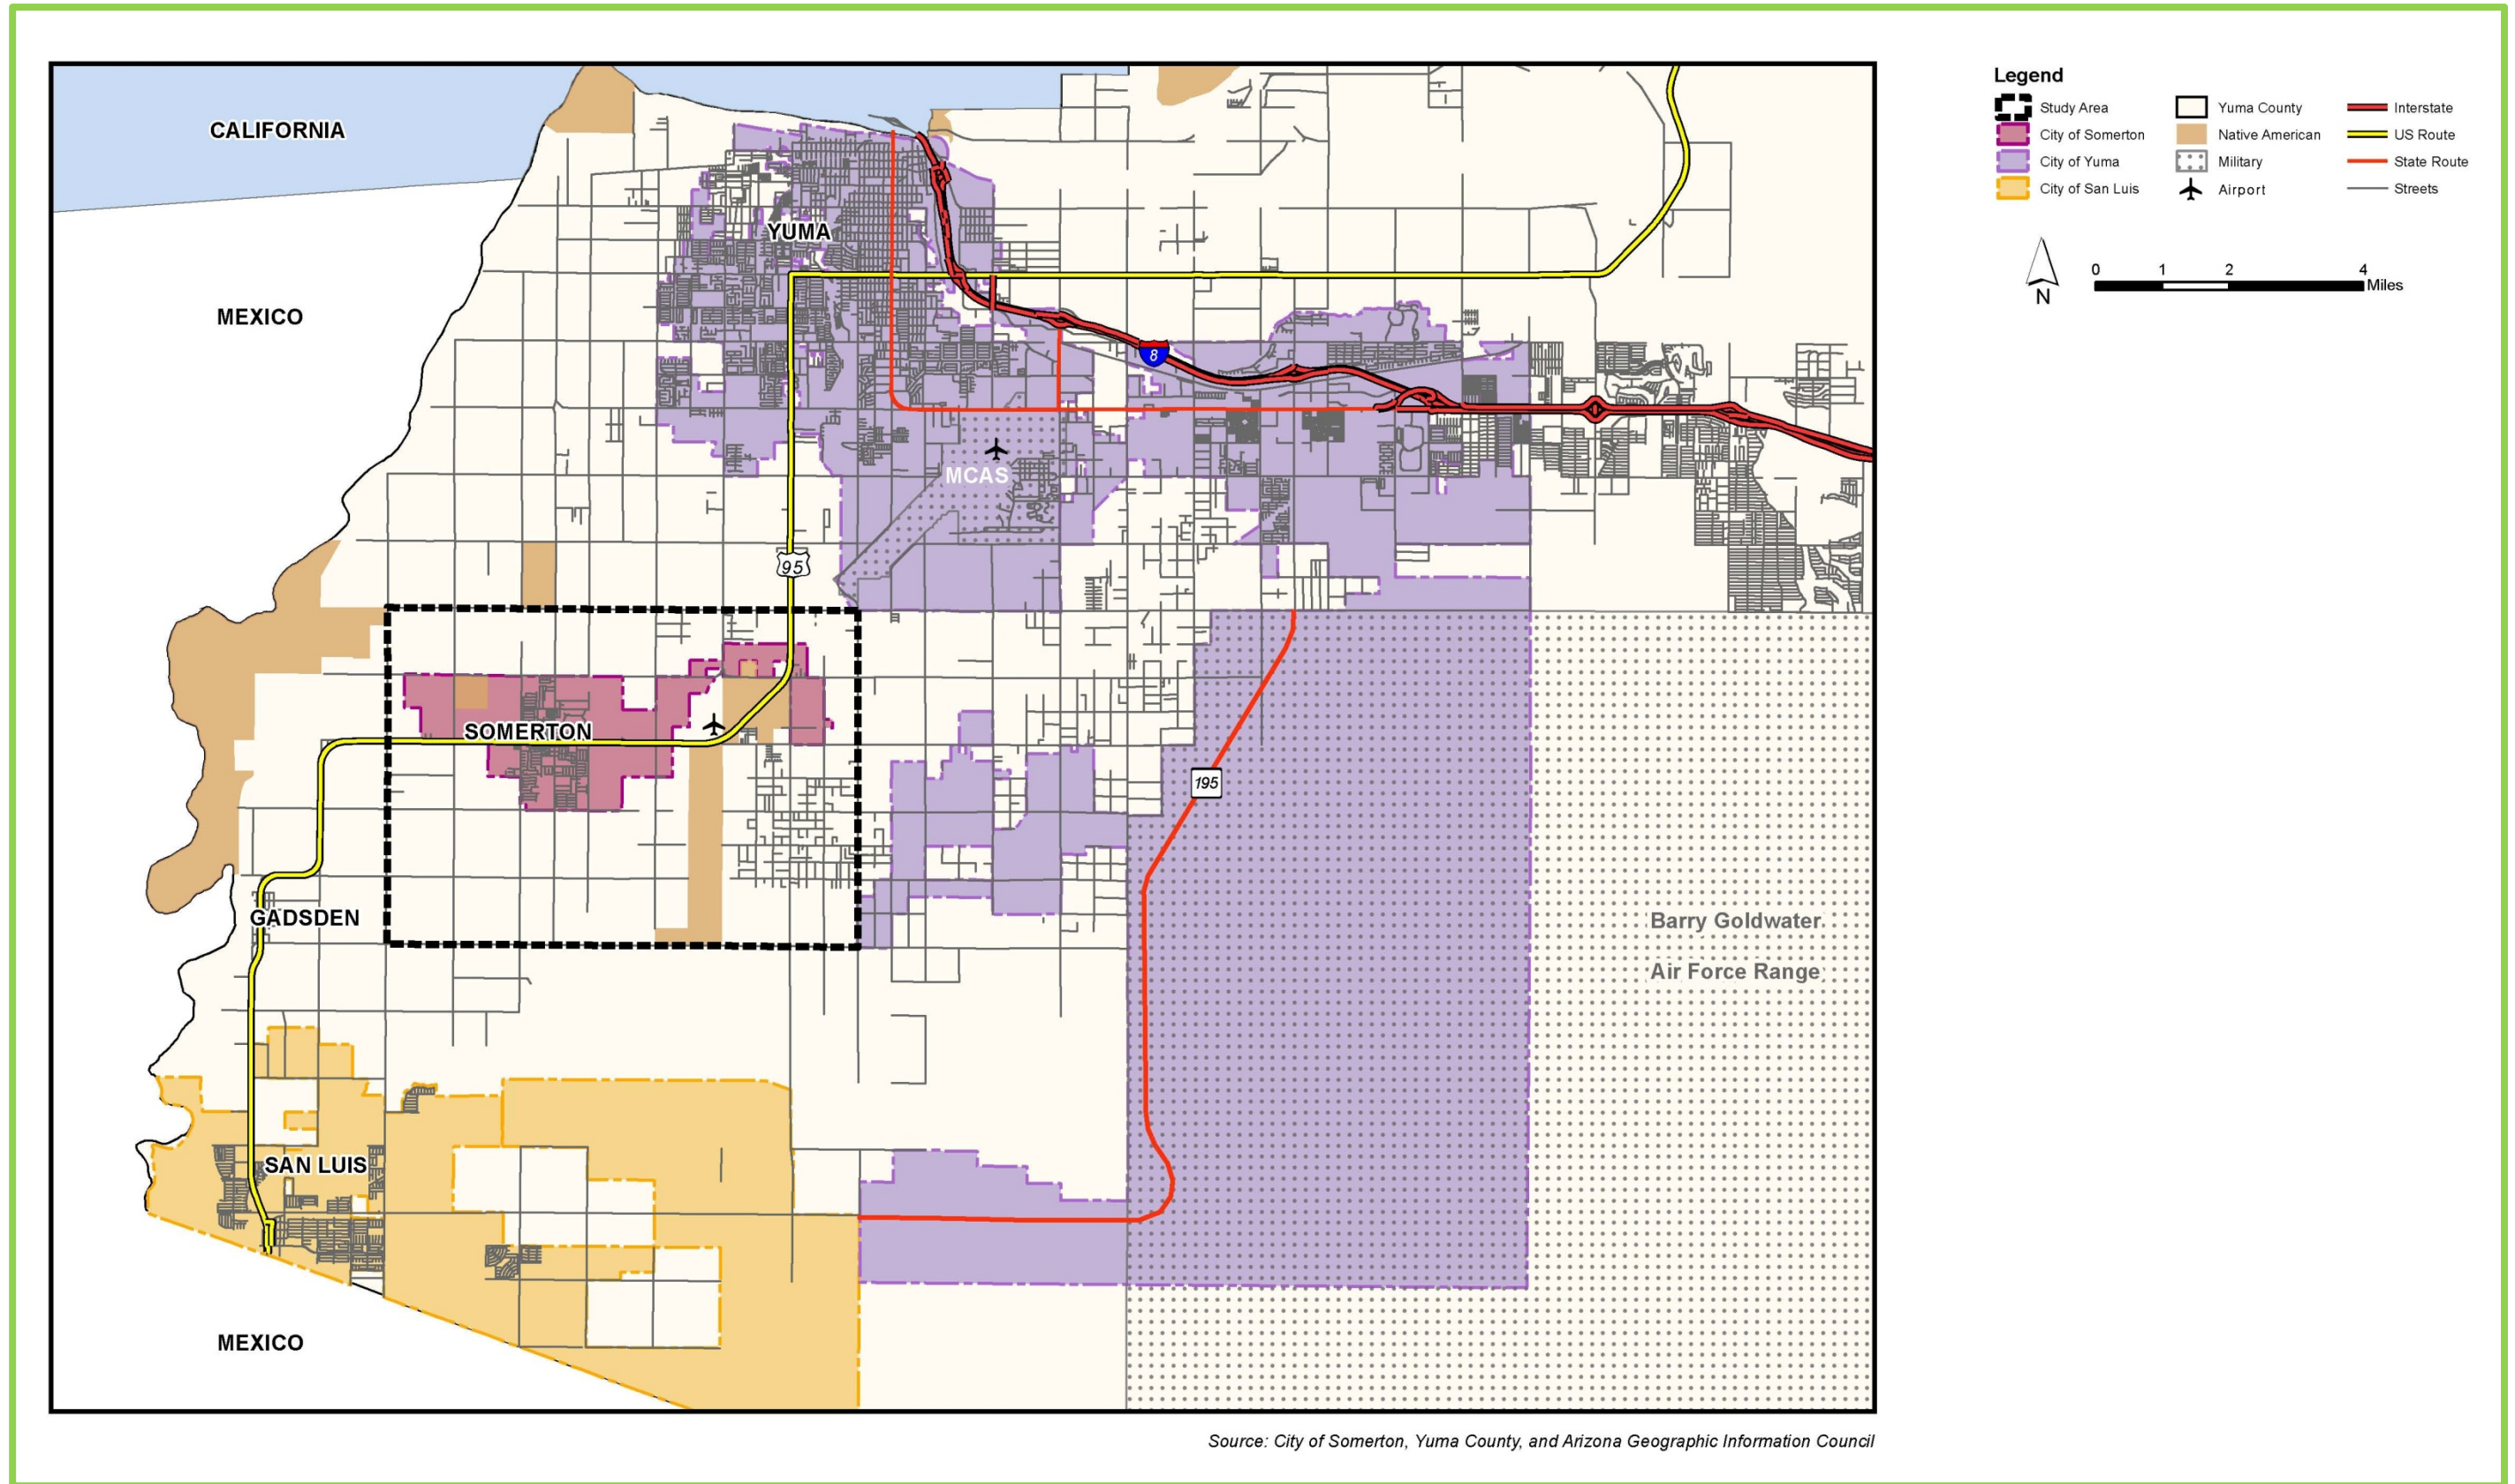 CALIFORNIA
MEXICO
YUMA
8
MCAS
95
SOMERTON
195
GADSDEN
Barry Goldwater
Air Force Range
SAN LUIS
MEXICO
Legend
Study Area
City of Somerton
City of Yuma
City of San Luis
Yuma County
Native American
Military
Airport
Interstate
US Route
State Route
Streets
N
0 1 2 4
Miles
Source: City of Somerton, Yuma County, and Arizona Geographic Information Council